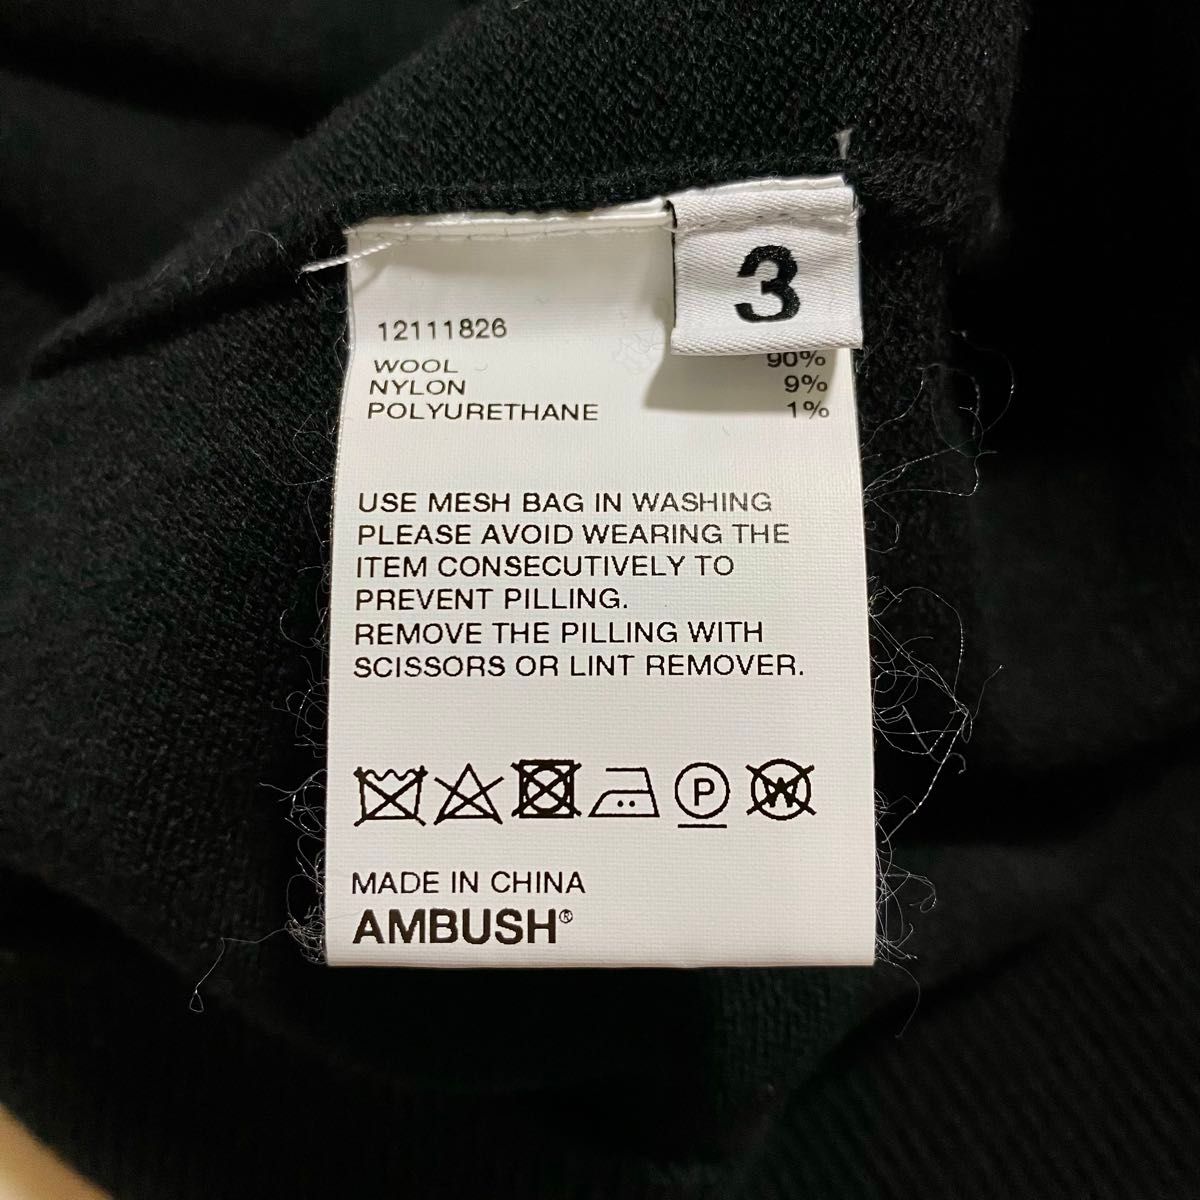 3
12111826
WOOL 90%
NYLON 9%
POLYURETHANE 1%
USE MESH BAG IN WASHING
PLEASE AVOID WEARING THE
ITEM CONSECUTIVELY TO
PREVENT PILLING.
REMOVE THE PILLING WITH
SCISSORS OR LINT REMOVER.
P W
MADE IN CHINA
AMBUSH®